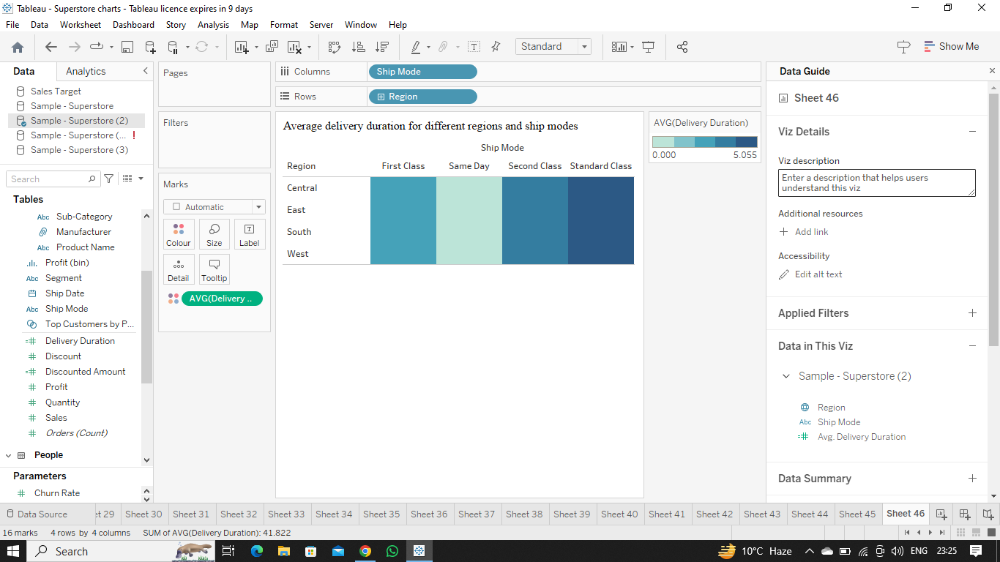 Tableau - Superstore charts - Tableau licence expires in 9 days
File Data Worksheet Dashboard Story Analysis Map Format Server Window Help
Standard
Show Me
Data Analytics
Sales Target
Sample - Superstore
Sample - Superstore (2)
Sample - Superstore (... !
Sample - Superstore (3)
Search
Tables
Abc Sub-Category
Manufacturer
Abc Product Name
Profit (bin)
Abc Segment
Ship Date
Abc Ship Mode
Top Customers by P...
Delivery Duration
Discount
Discounted Amount
Profit
Quantity
Sales
Orders (Count)
People
Parameters
Churn Rate
Pages
Filters
Marks
Automatic
Colour Size Label
Detail Tooltip
AVG(Delivery ..
Columns Ship Mode
Rows Region
Average delivery duration for different regions and ship modes
Ship Mode
Region First Class Same Day Second Class Standard Class
Central
East
South
West
AVG(Delivery Duration)
0.000 5.055
Data Guide
Sheet 46
Viz Details
Viz description
Enter a description that helps users
understand this viz
Additional resources
Add link
Accessibility
Edit alt text
Applied Filters
Data in This Viz
Sample - Superstore (2)
Region
Abc Ship Mode
Avg. Delivery Duration
Data Summary
Data Source et 29 Sheet 30 Sheet 31 Sheet 32 Sheet 33 Sheet 34 Sheet 35 Sheet 36 Sheet 37 Sheet 38 Sheet 39 Sheet 40 Sheet 41 Sheet 42 Sheet 43 Sheet 44 Sheet 45 Sheet 46
16 marks 4 rows by 4 columns SUM of AVG(Delivery Duration): 41.822
Search 10°C Haze ENG 23:25